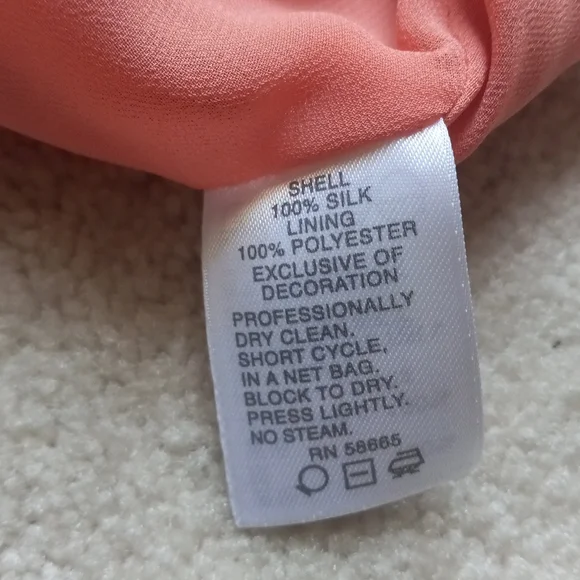 SHELL
100% SILK
LINING
100% POLYESTER
EXCLUSIVE OF
DECORATION
PROFESSIONALLY
DRY CLEAN.
SHORT CYCLE,
IN A NET BAG.
BLOCK TO DRY.
PRESS LIGHTLY.
NO STEAM.
RN 58665